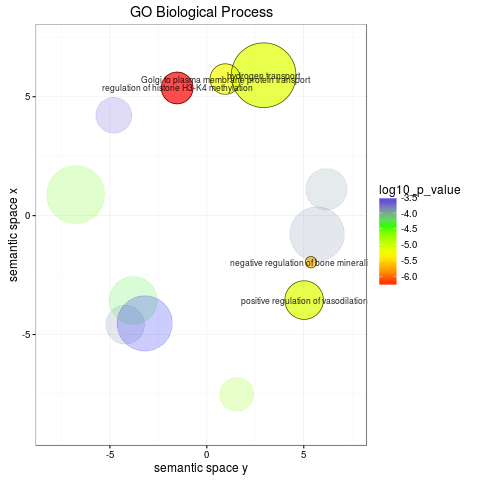 GO Biological Process
hydrogen transport
Golgi to plasma membrane protein transport
regulation of histone H3-K4 methylation
negative regulation of bone minerali
positive regulation of vasodilation
5
0
-5
semantic space x
-5
0
5
semantic space y
log10_p_value
-3.5
-4.0
-4.5
-5.0
-5.5
-6.0